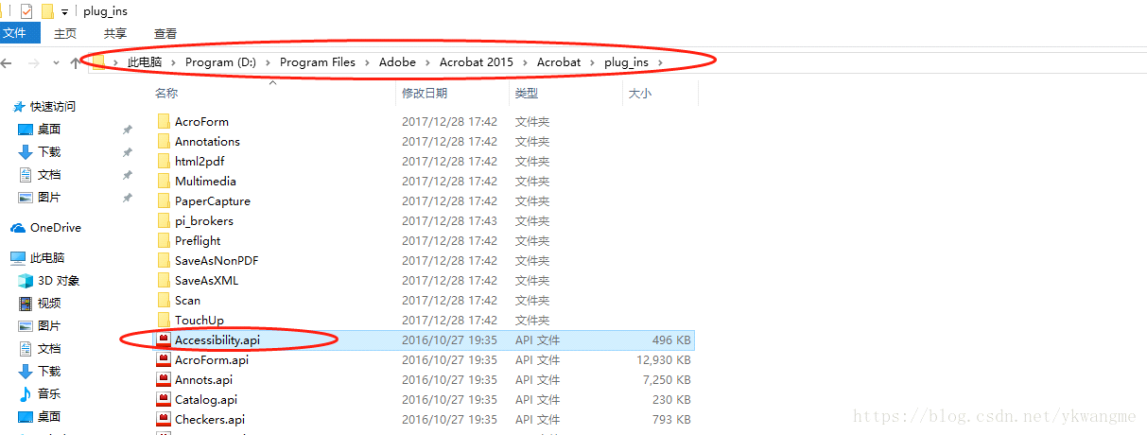 plug_ins
文件 主页 共享 查看
此电脑 › Program (D:) › Program Files › Adobe › Acrobat 2015 › Acrobat › plug_ins ›
名称 修改日期 类型 大小
快速访问
桌面
下载
文档
图片
OneDrive
此电脑
3D 对象
视频
图片
文档
下载
音乐
桌面
AcroForm 2017/12/28 17:42 文件夹
Annotations 2017/12/28 17:42 文件夹
html2pdf 2017/12/28 17:42 文件夹
Multimedia 2017/12/28 17:42 文件夹
PaperCapture 2017/12/28 17:42 文件夹
pi_brokers 2017/12/28 17:43 文件夹
Preflight 2017/12/28 17:42 文件夹
SaveAsNonPDF 2017/12/28 17:42 文件夹
SaveAsXML 2017/12/28 17:42 文件夹
Scan 2017/12/28 17:42 文件夹
TouchUp 2017/12/28 17:42 文件夹
Accessibility.api 2016/10/27 19:35 API 文件 496 KB
AcroForm.api 2016/10/27 19:35 API 文件 12,930 KB
Annots.api 2016/10/27 19:35 API 文件 7,250 KB
Catalog.api 2016/10/27 19:35 API 文件 230 KB
Checkers.api 2016/10/27 19:35 API 文件 793 KB
https://blog.csdn.net/ykwangme